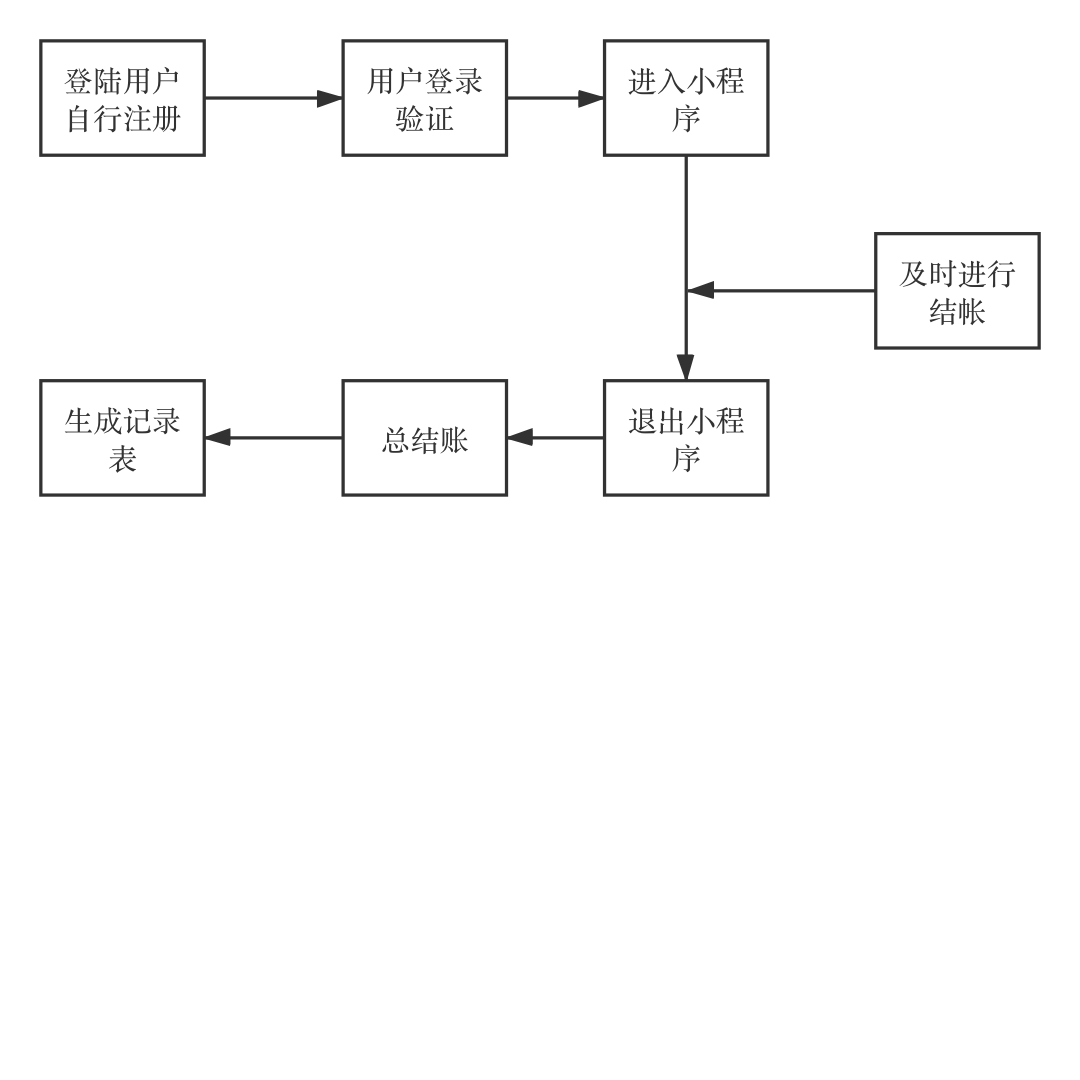 登陆用户
自行注册
用户登录
验证
进入小程
序
及时进行
结帐
生成记录
表
总结账
退出小程
序